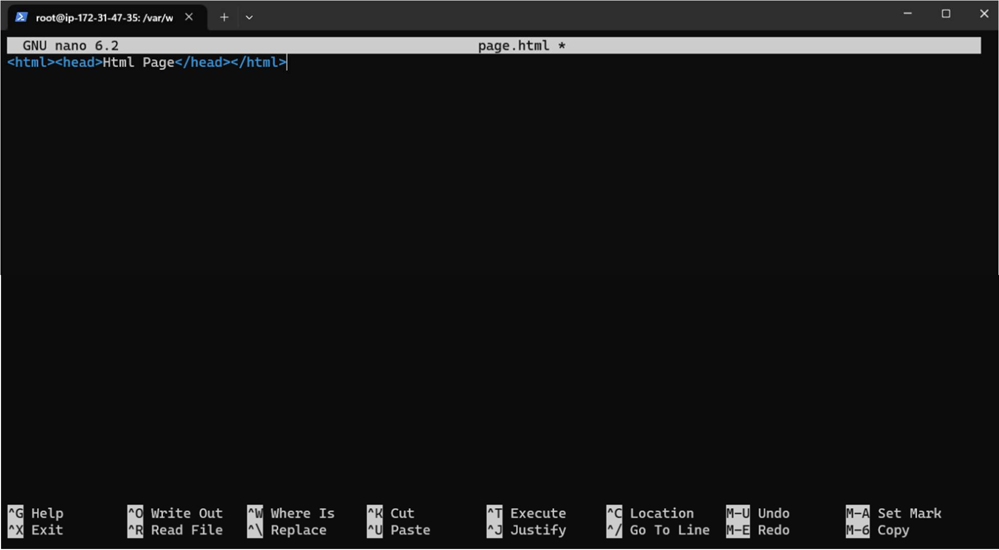 root@ip-172-31-47-35: /var/w
GNU nano 6.2 page.html *
<html><head>Html Page</head></html>
^G Help ^O Write Out ^W Where Is ^K Cut ^T Execute ^C Location M-U Undo M-A Set Mark
^X Exit ^R Read File ^\ Replace ^U Paste ^J Justify ^/ Go To Line M-E Redo M-6 Copy